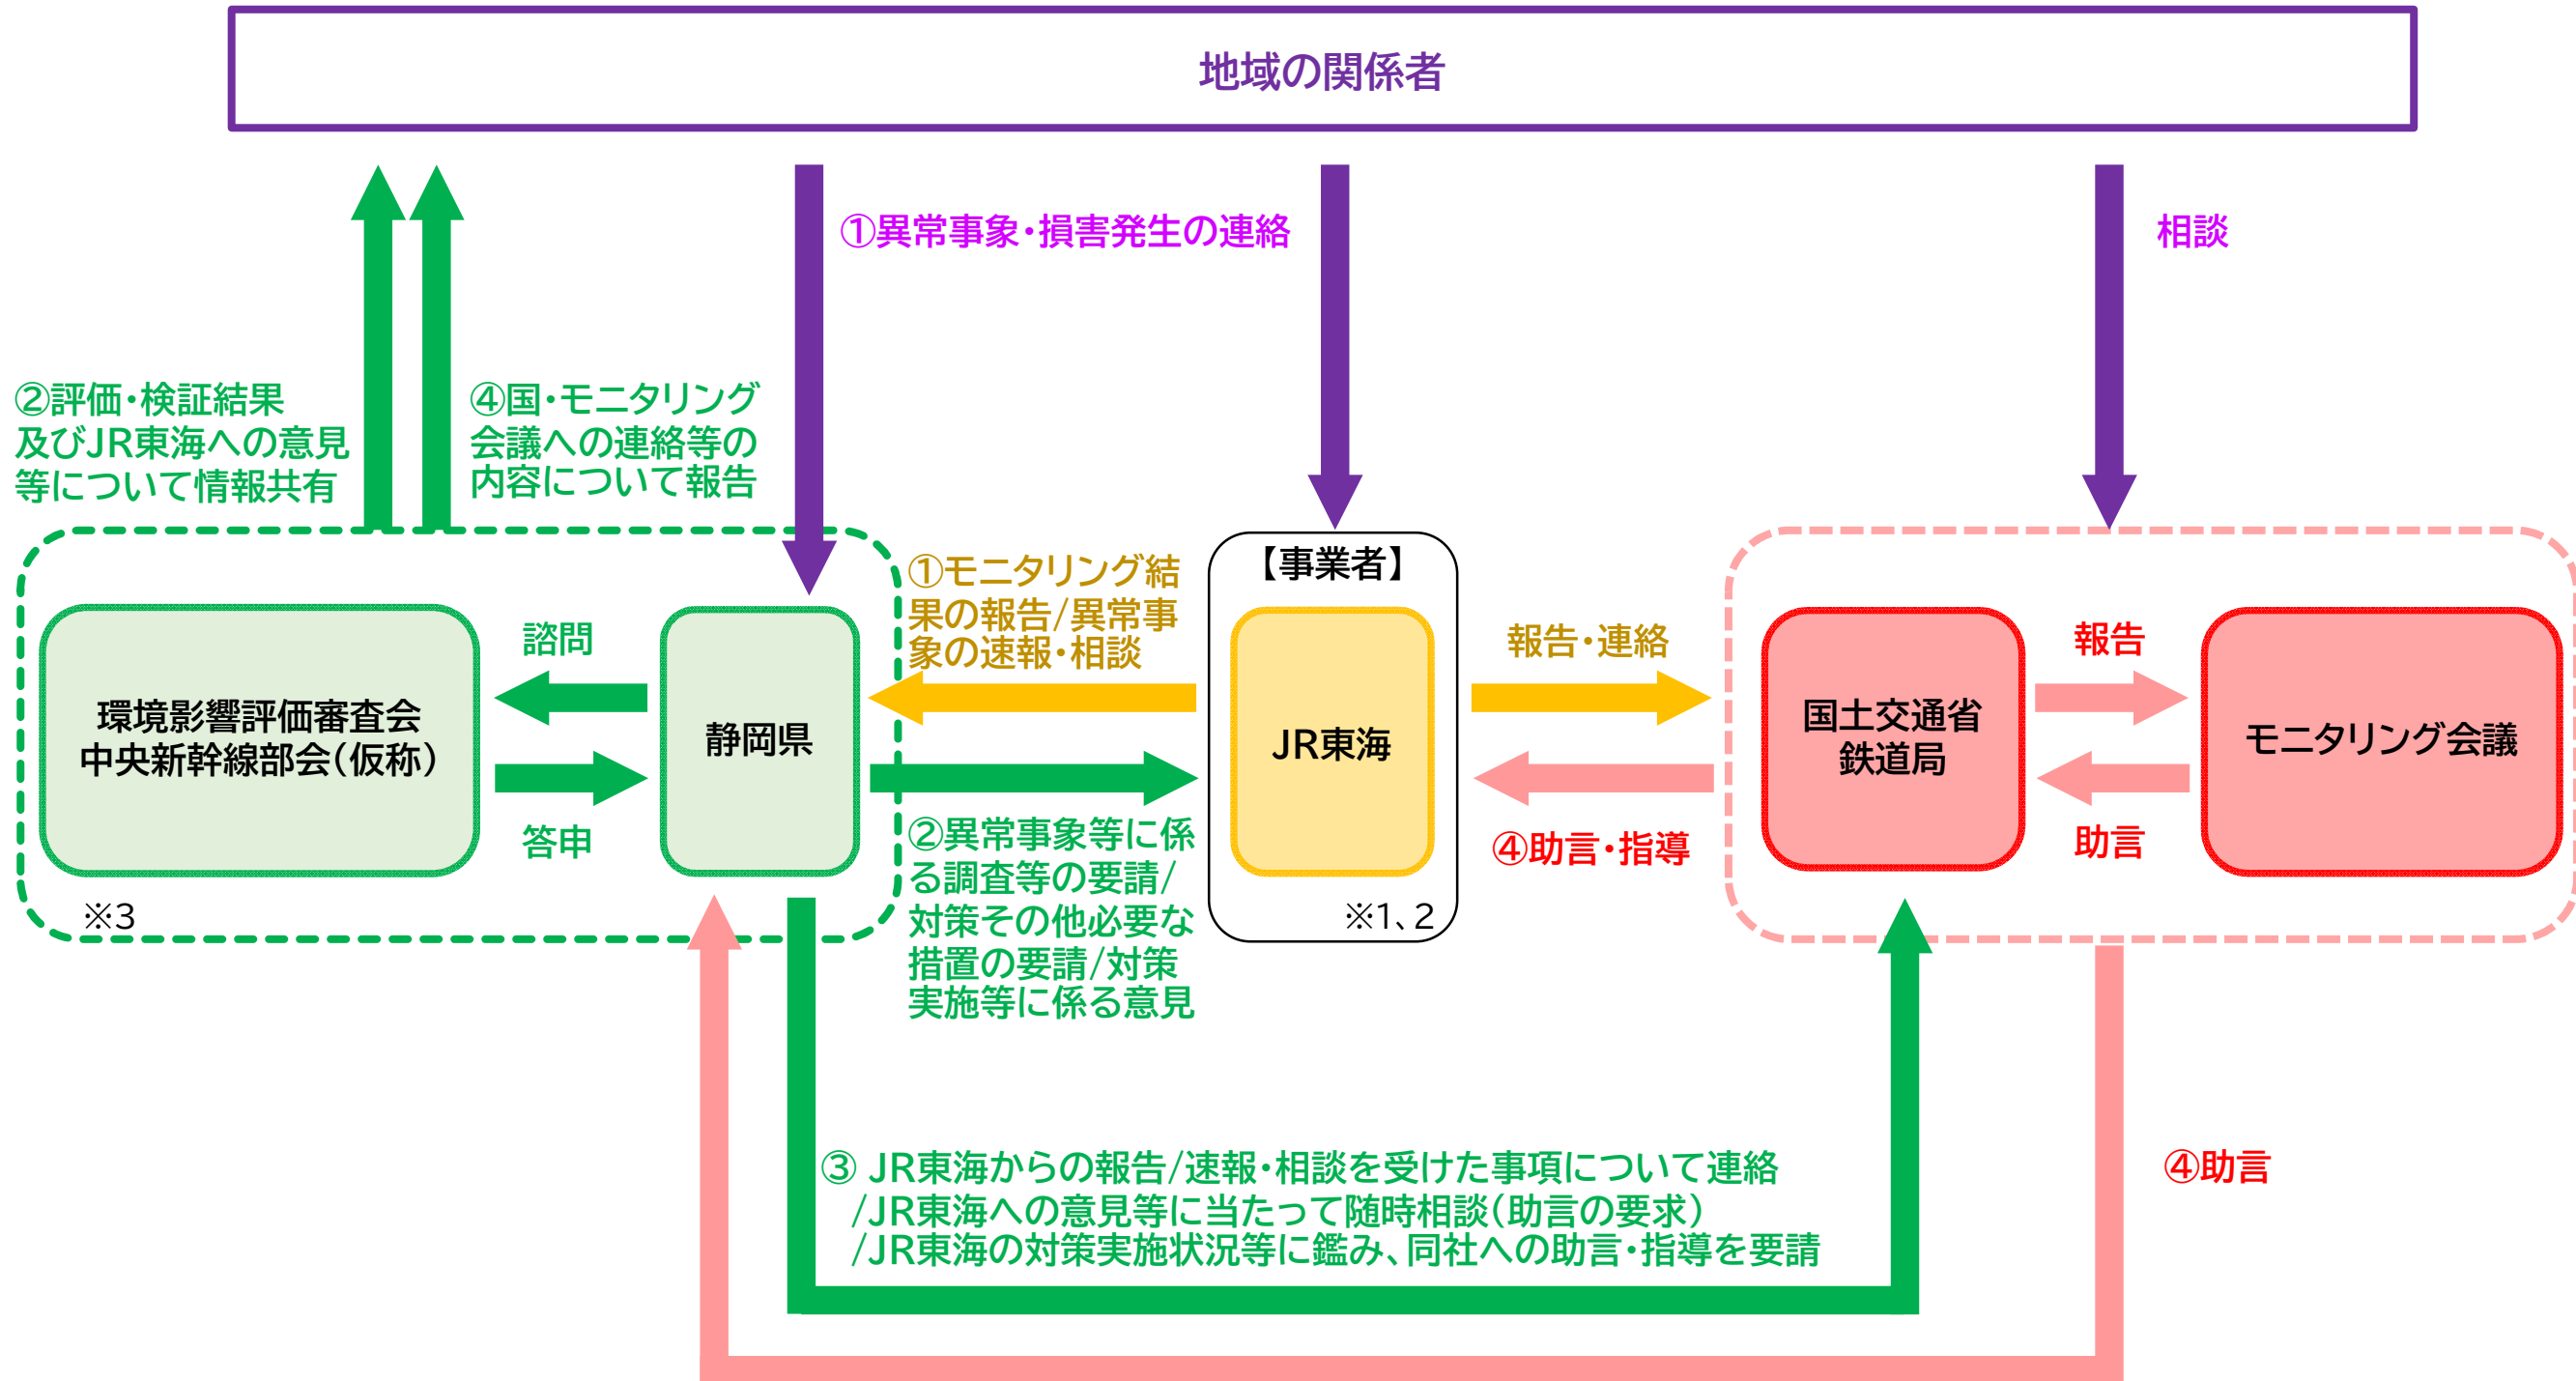 地域の関係者
①異常事象・損害発生の連絡
相談
②評価・検証結果
及びJR東海への意見
等について情報共有
④国・モニタリング
会議への連絡等の
内容について報告
環境影響評価審査会
中央新幹線部会(仮称)
諮問
答申
静岡県
※3
①モニタリング結
果の報告/異常事
象の速報・相談
②異常事象等に係
る調査等の要請/
対策その他必要な
措置の要請/対策
実施等に係る意見
【事業者】
JR東海
※1、2
報告・連絡
④助言・指導
国土交通省
鉄道局
報告
助言
モニタリング会議
③ JR東海からの報告/速報・相談を受けた事項について連絡
/JR東海への意見等に当たって随時相談(助言の要求)
/JR東海の対策実施状況等に鑑み、同社への助言・指導を要請
④助言